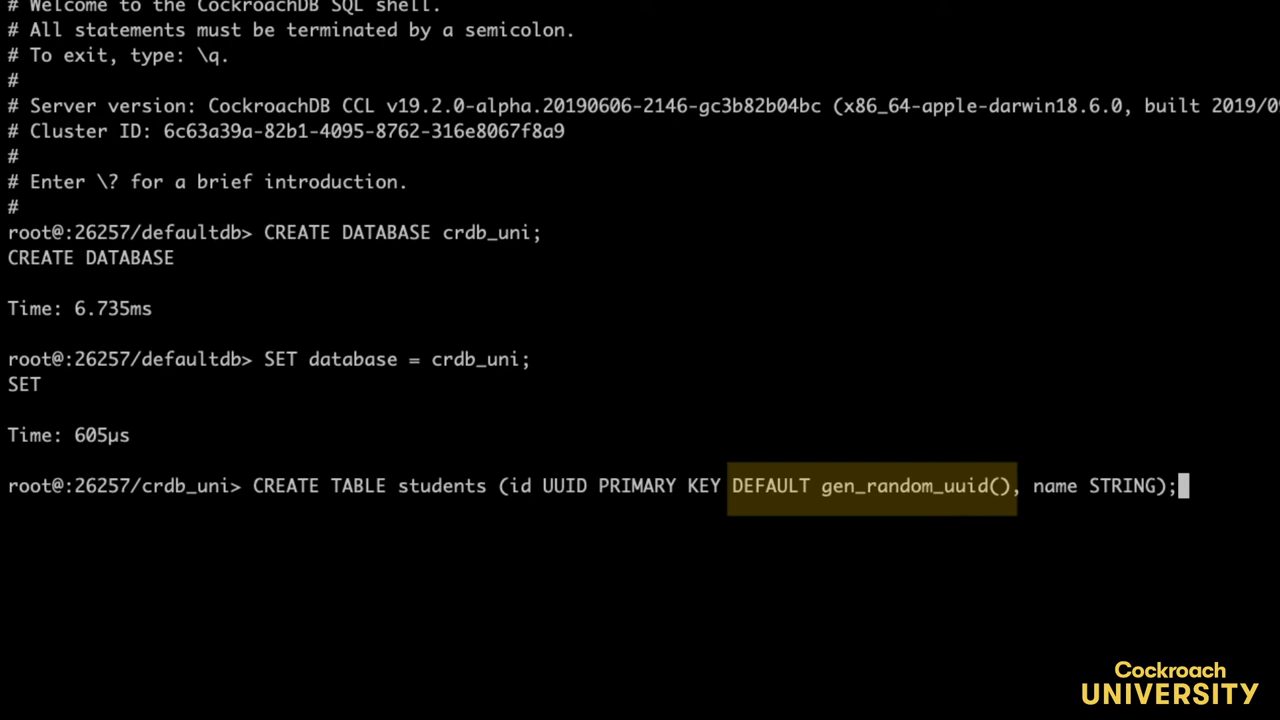 # Welcome to the CockroachDB SQL shell.
# All statements must be terminated by a semicolon.
# To exit, type: \q.
#
# Server version: CockroachDB CCL v19.2.0-alpha.20190606-2146-gc3b82b04bc (x86_64-apple-darwin18.6.0, built 2019/0
# Cluster ID: 6c63a39a-82b1-4095-8762-316e8067f8a9
#
# Enter \? for a brief introduction.
#
root@:26257/defaultdb> CREATE DATABASE crdb_uni;
CREATE DATABASE
Time: 6.735ms
root@:26257/defaultdb> SET database = crdb_uni;
SET
Time: 605µs
root@:26257/crdb_uni> CREATE TABLE students (id UUID PRIMARY KEY DEFAULT gen_random_uuid(), name STRING);
Cockroach
UNIVERSITY